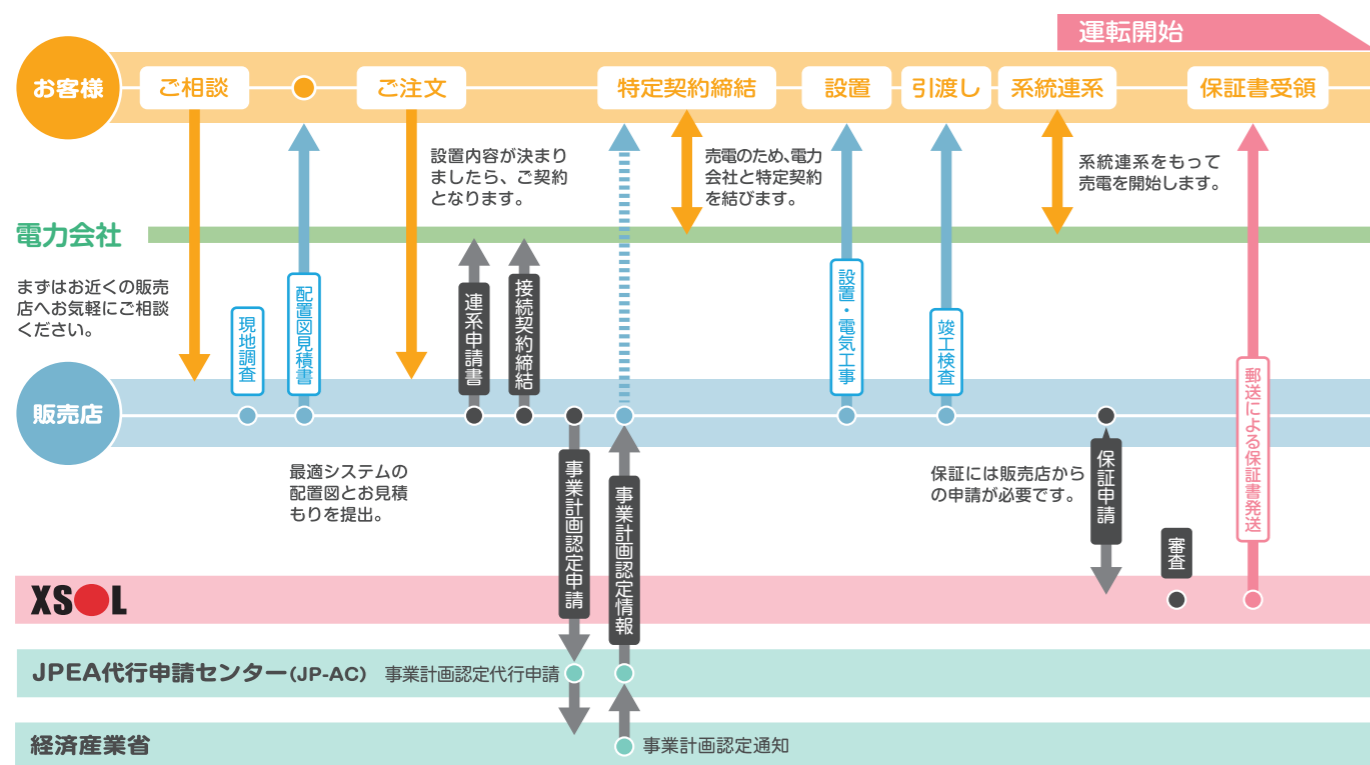 運転開始
お客様
ご相談
ご注文
特定契約締結
設置
引渡し
系統連系
保証書受領
設置内容が決まり
ましたら、ご契約
となります。
売電のため、電力
会社と特定契約
を結びます。
系統連系をもって
売電を開始します。
電力会社
まずはお近くの販売
店へお気軽にご相談
ください。
現地調査
配置図見積書
連系申請書
接続契約締結
設置・電気工事
竣工検査
郵送による保証書発送
販売店
最適システムの
配置図とお見積
もりを提出。
事業計画認定申請
事業計画認定情報
保証には販売店から
の申請が必要です。
保証申請
審査
XSOL
JPEA代行申請センター(JP-AC)
事業計画認定代行申請
経済産業省
事業計画認定通知